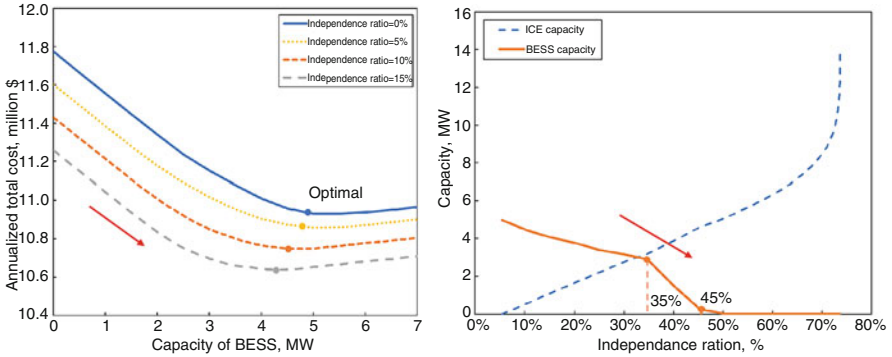 12.0
11.8
11.6
11.4
11.2
11.0
10.8
10.6
10.4
Annualized total cost, million $
Independence ratio=0%
Independence ratio=5%
Independence ratio=10%
Independence ratio=15%
Optimal
0 1 2 3 4 5 6 7
Capacity of BESS, MW
16
14
12
10
8
6
4
2
0
Capacity, MW
ICE capacity
BESS capacity
35%
45%
0% 10% 20% 30% 40% 50% 60% 70% 80%
Independance ration, %